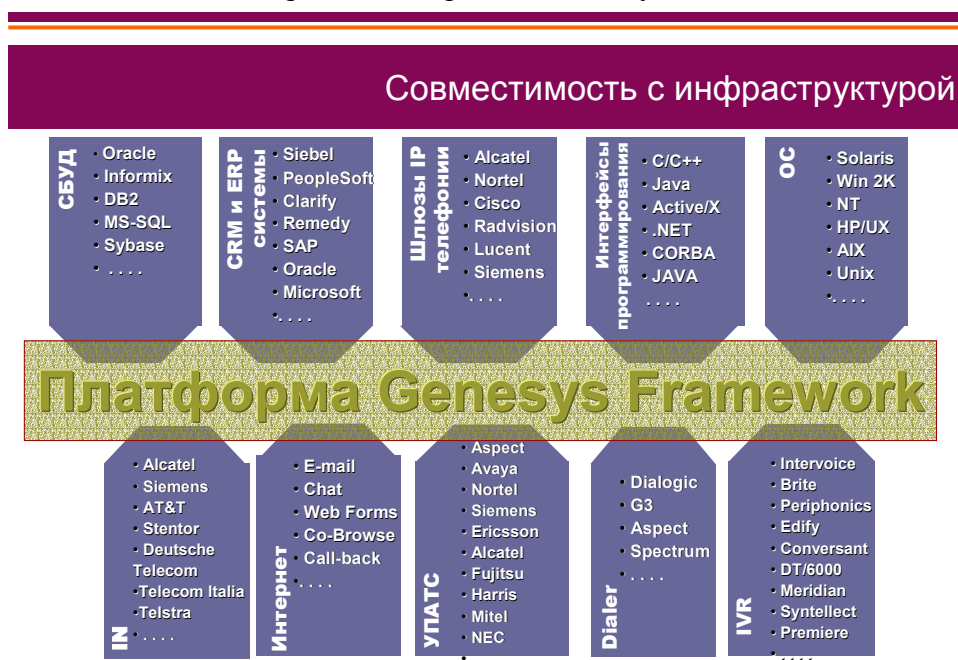 Совместимость с инфраструктурой
СБУД
• Oracle
• Informix
• DB2
• MS-SQL
• Sybase
• . . . .
CRM и ERP
системы
• Siebel
• PeopleSoft
• Clarify
• Remedy
• SAP
• Oracle
• Microsoft
•. . . .
Шлюзы IP
телефонии
• Alcatel
• Nortel
• Cisco
• Radvision
• Lucent
• Siemens
•. . . .
Интерфейсы
программирования
• C/C++
• Java
• Active/X
• .NET
• CORBA
• JAVA
. . . .
ОС
• Solaris
• Win 2K
• NT
• HP/UX
• AIX
• Unix
•. . . .
Платформа Genesys Framework
IN
• Alcatel
• Siemens
• AT&T
• Stentor
• Deutsche
Telecom
•Telecom Italia
•Telstra
• . . . .
Интернет
• E-mail
• Chat
• Web Forms
• Co-Browse
• Call-back
•. . . .
УПАТС
• Aspect
• Avaya
• Nortel
• Siemens
• Ericsson
• Alcatel
• Fujitsu
• Harris
• Mitel
• NEC
•
Dialer
• Dialogic
• G3
• Aspect
• Spectrum
• . . . .
IVR
• Intervoice
• Brite
• Periphonics
• Edify
• Conversant
• DT/6000
• Meridian
• Syntellect
• Premiere
• . . . .